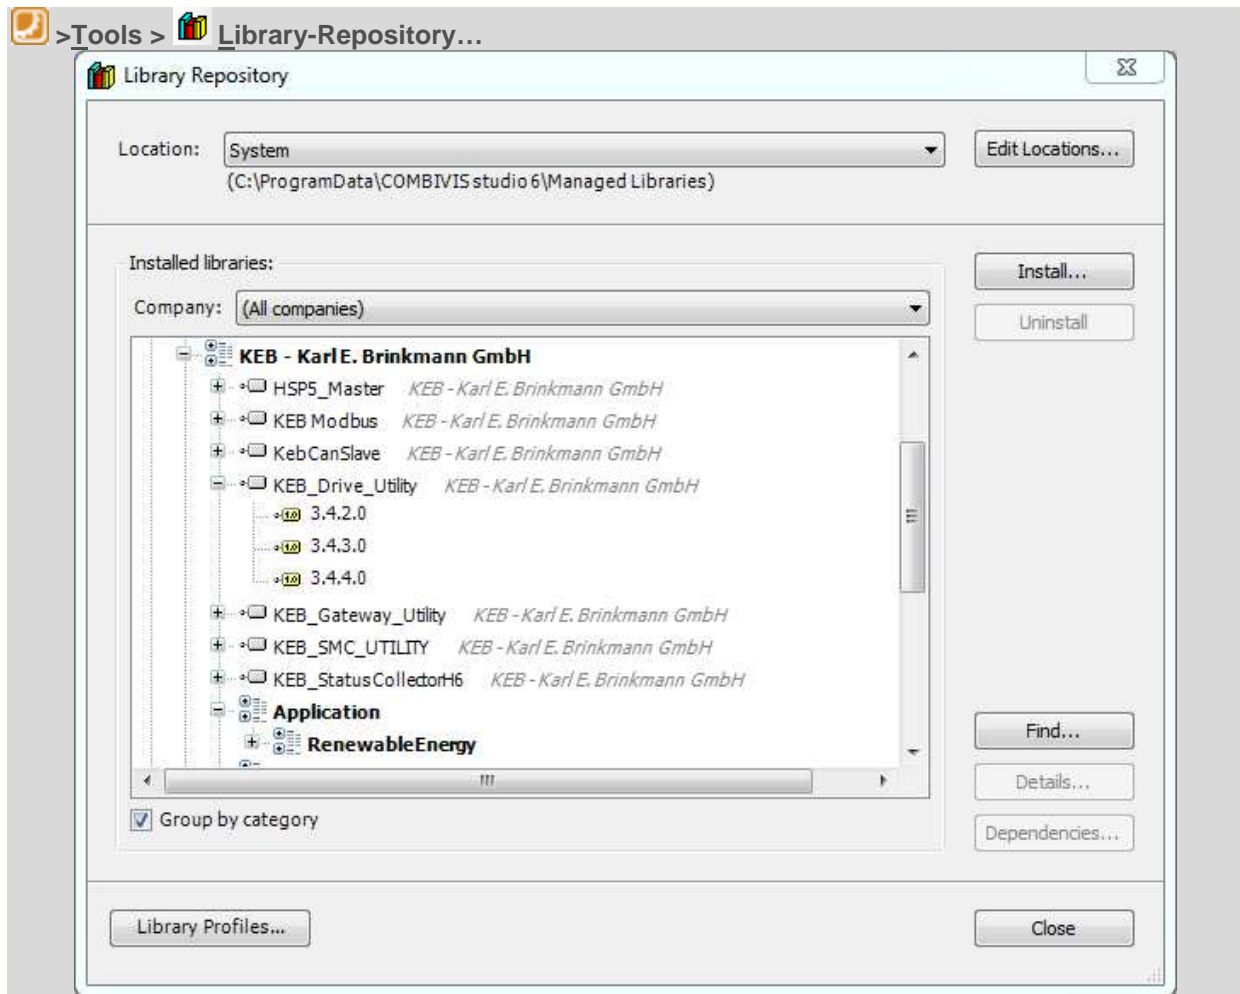 >Tools > Library-Repository…
Library Repository
Location: System Edit Locations...
(C:\ProgramData\COMBIVIS studio 6\Managed Libraries)
Installed libraries:
Install...
Company: (All companies)
Uninstall
KEB - Karl E. Brinkmann GmbH
HSP5_Master KEB - Karl E. Brinkmann GmbH
KEB Modbus KEB - Karl E. Brinkmann GmbH
KebCanSlave KEB - Karl E. Brinkmann GmbH
KEB_Drive_Utility KEB - Karl E. Brinkmann GmbH
3.4.2.0
3.4.3.0
3.4.4.0
KEB_Gateway_Utility KEB - Karl E. Brinkmann GmbH
KEB_SMC_UTILITY KEB - Karl E. Brinkmann GmbH
KEB_StatusCollectorH6 KEB - Karl E. Brinkmann GmbH
Application
RenewableEnergy
Find...
Details...
Group by category
Dependencies...
Library Profiles...
Close